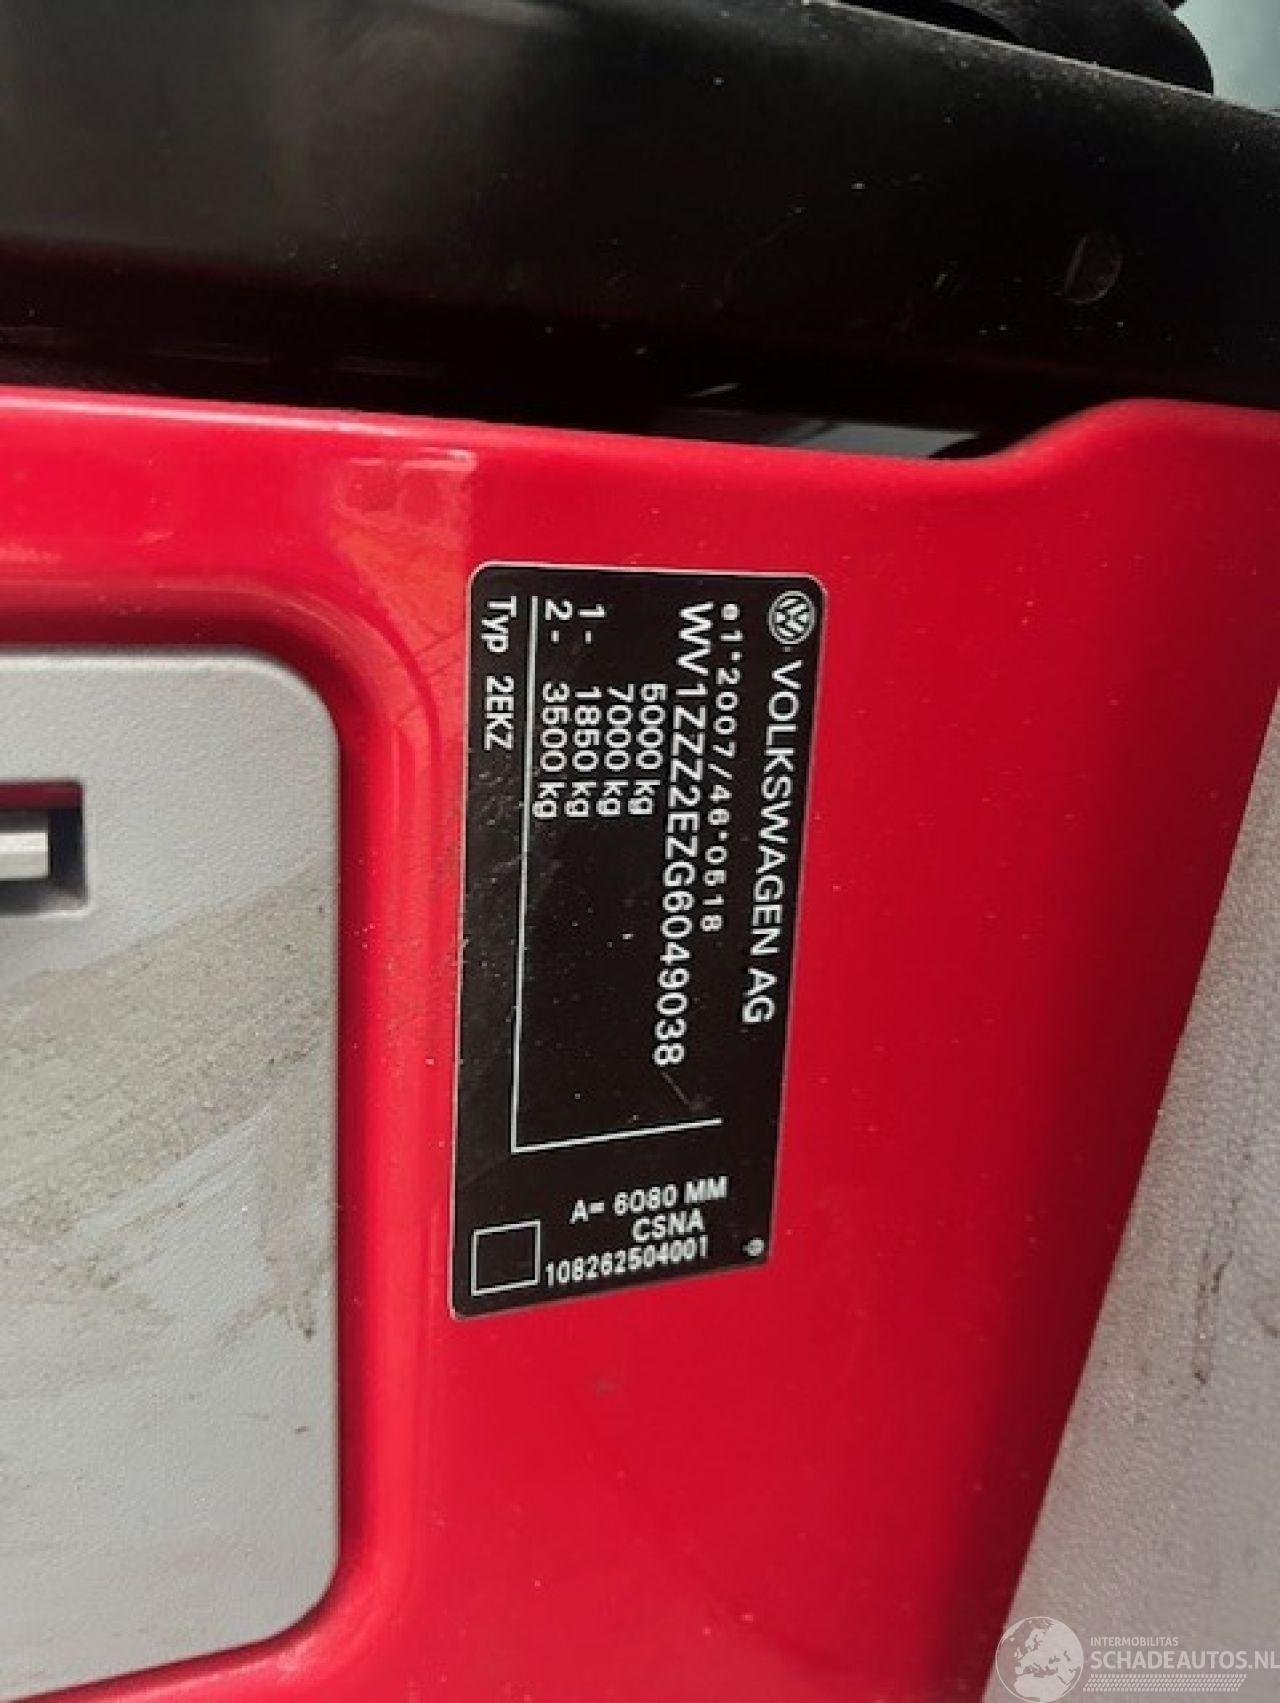 VOLKSWAGEN AG
e1*2007/46*0518
WV1ZZZ2EZG6049038
5000 kg
7000 kg
1- 1850 kg
2- 3500 kg
Typ 2EKZ
A= 6080 MM
CSNA
108262504001
INTERMOBILITAS
SCHADEAUTOS.NL